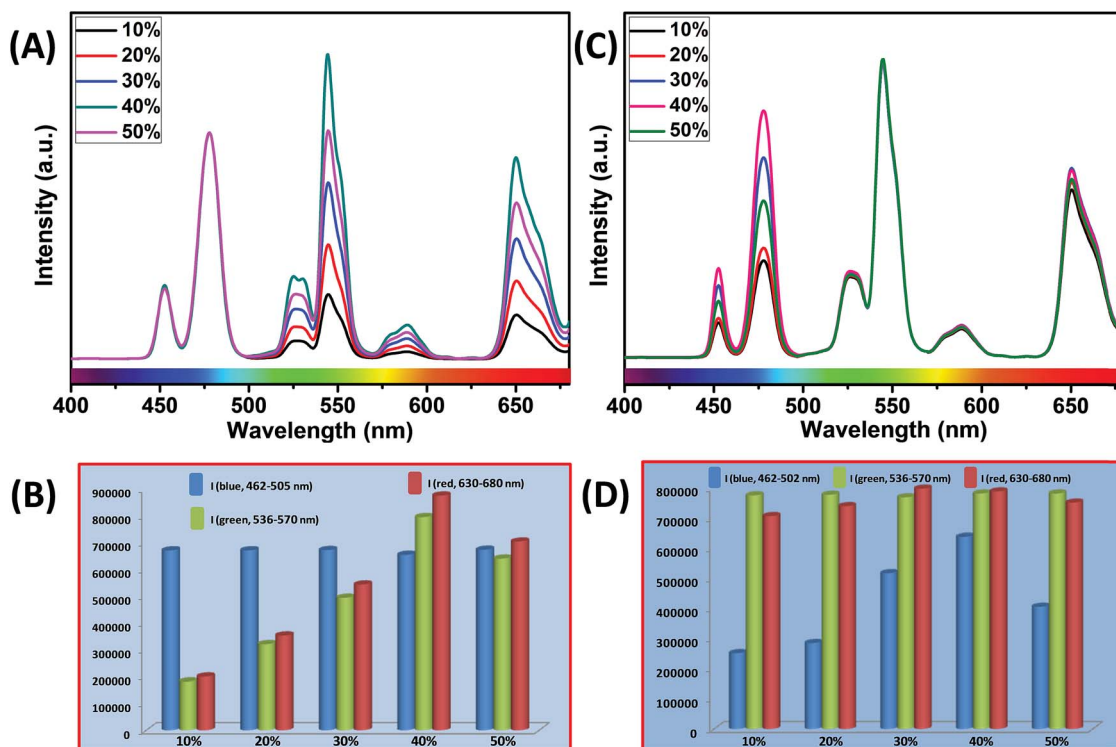 (A)
10%
20%
30%
40%
50%
Intensity (a.u.)
400 450 500 550 600 650
Wavelength (nm)
(C)
10%
20%
30%
40%
50%
Intensity (a.u.)
400 450 500 550 600 650
Wavelength (nm)
(B)
I (blue, 462-505 nm)
I (red, 630-680 nm)
I (green, 536-570 nm)
900000
800000
700000
600000
500000
400000
300000
200000
100000
0
10% 20% 30% 40% 50%
(D)
I (blue, 462-502 nm) I (green, 536-570 nm) I (red, 630-680 nm)
800000
700000
600000
500000
400000
300000
200000
100000
0
10% 20% 30% 40% 50%